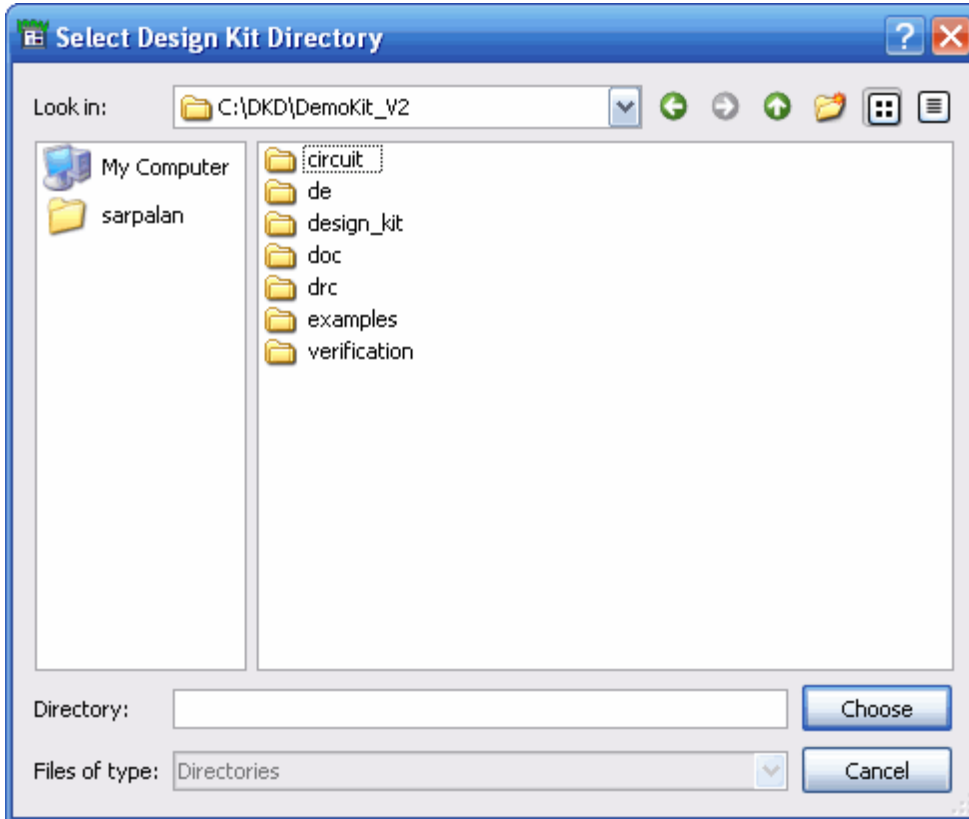 Select Design Kit Directory
Look in: C:\DKD\DemoKit_V2
My Computer
sarpalan
circuit
de
design_kit
doc
drc
examples
verification
Directory: Choose
Files of type: Directories Cancel